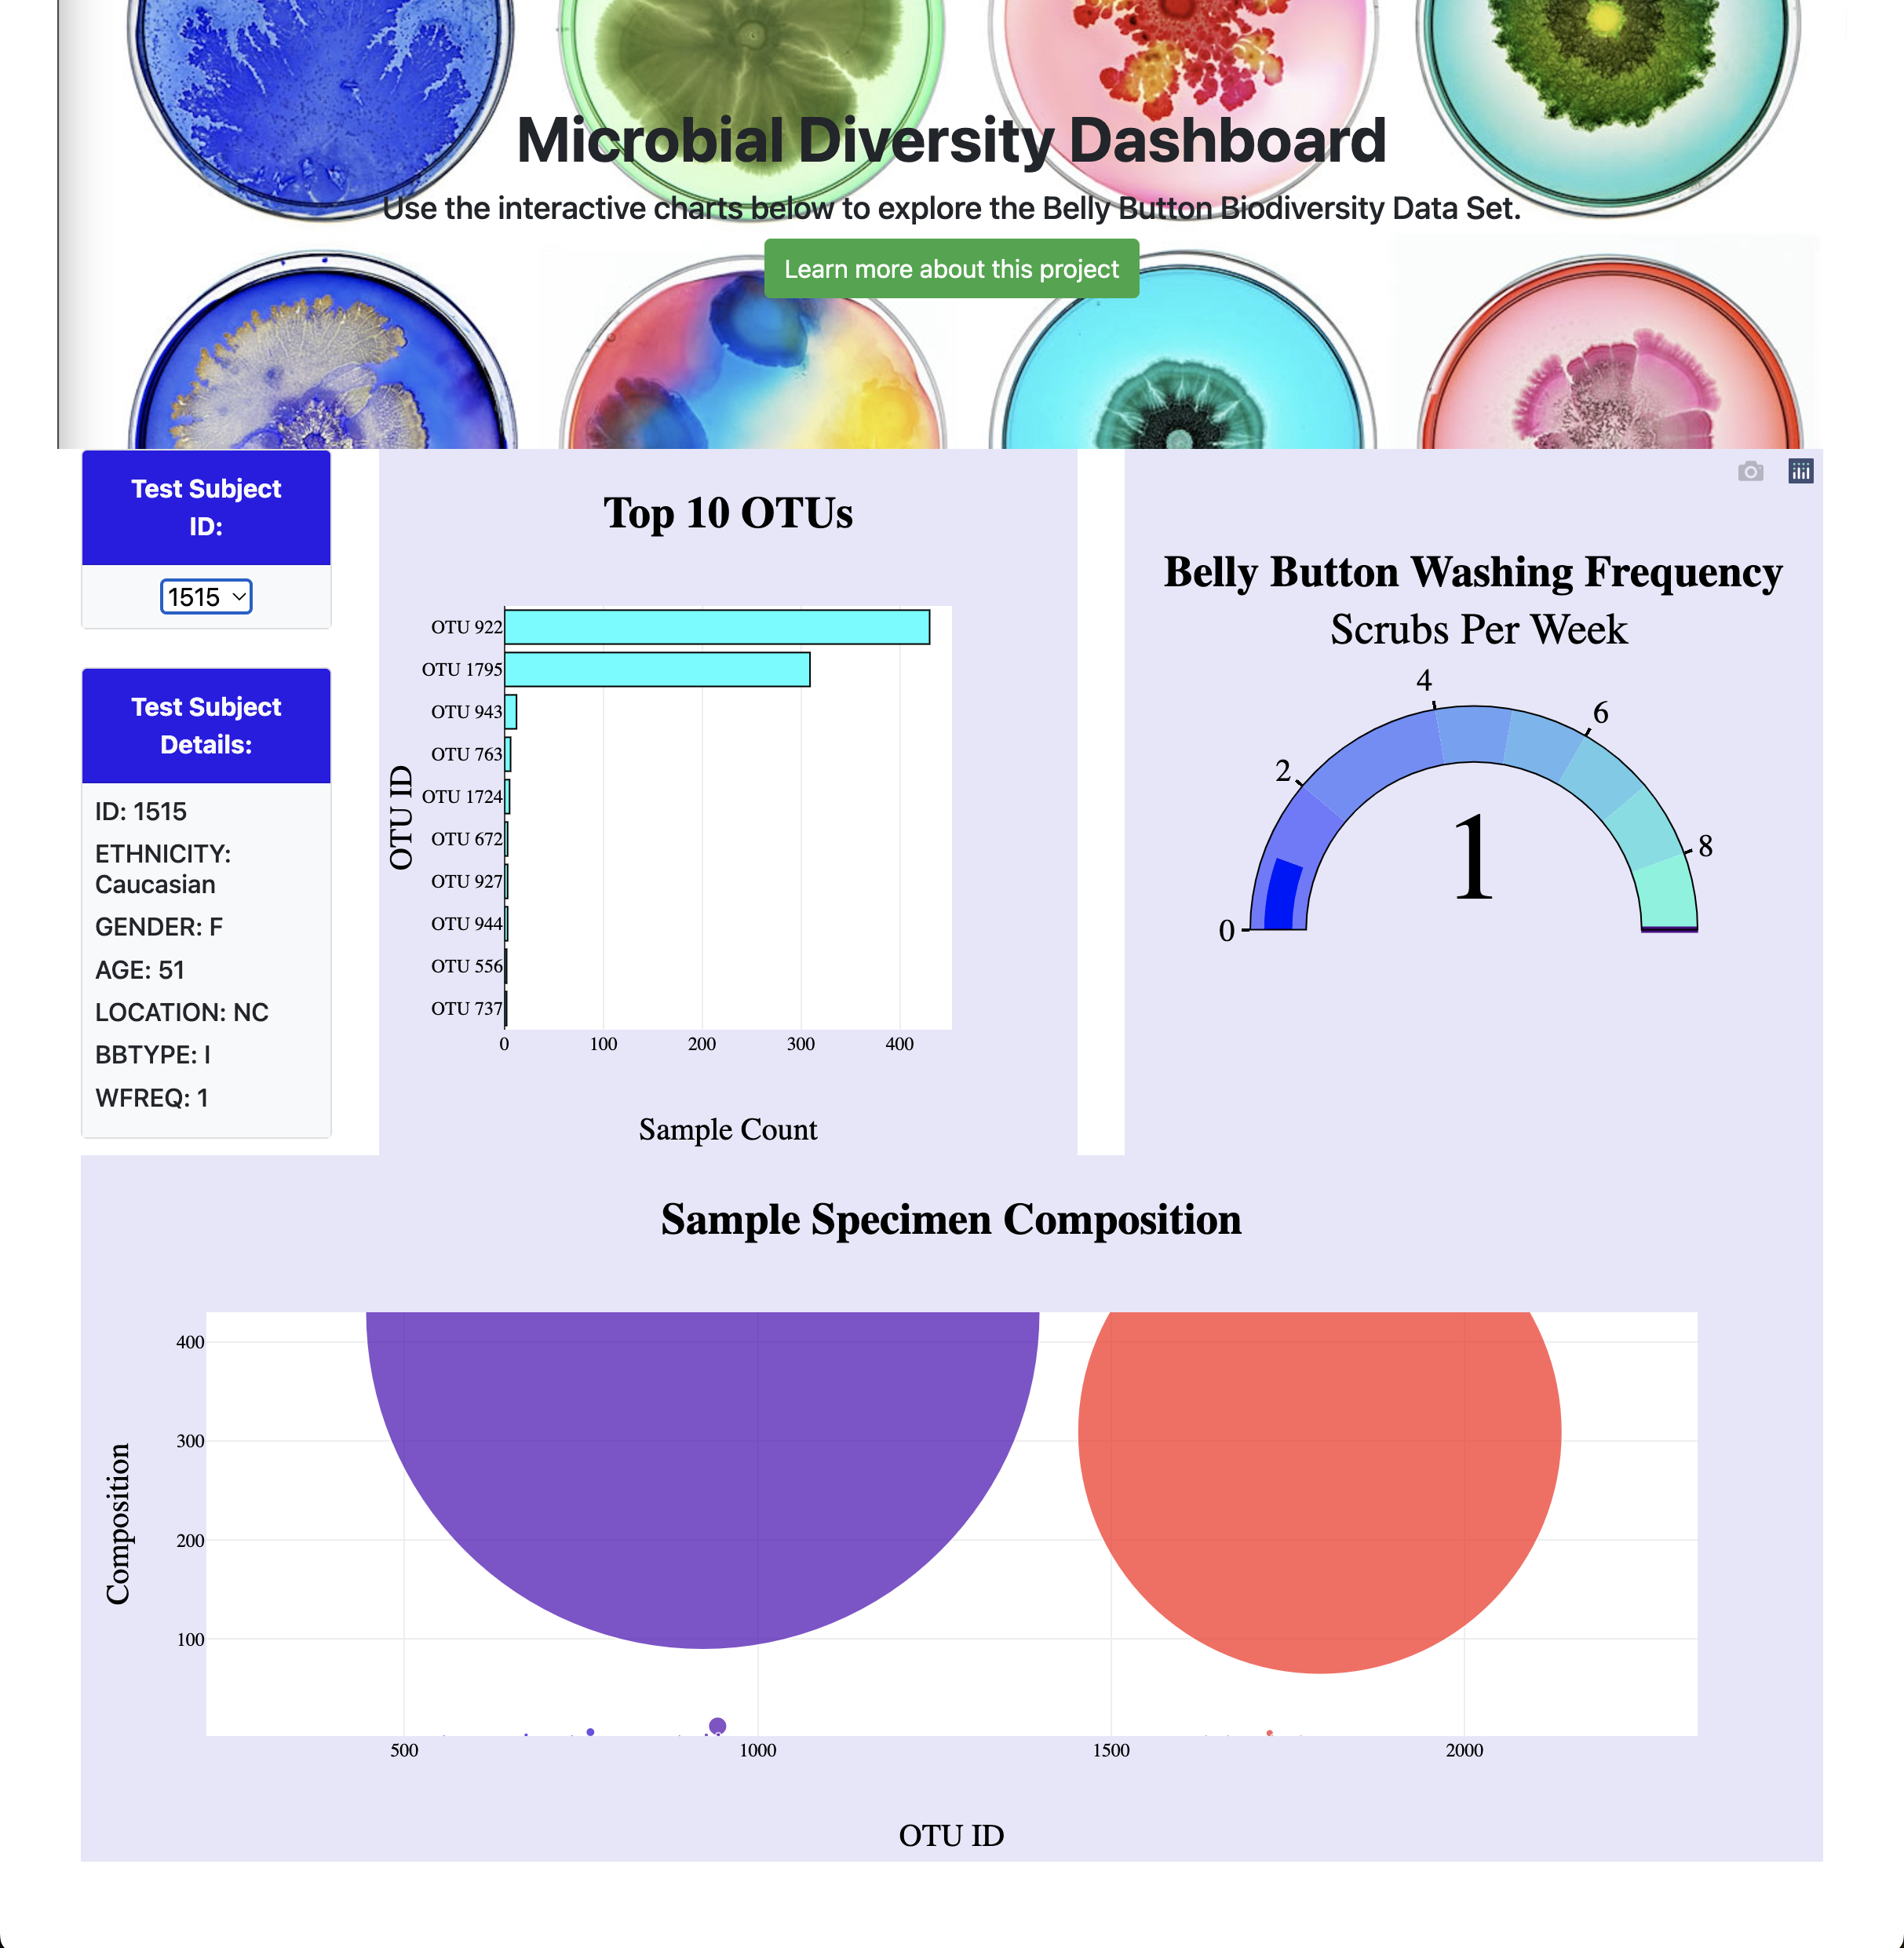 Microbial Diversity Dashboard
Use the interactive charts below to explore the Belly Button Biodiversity Data Set.
Learn more about this project
Test Subject
ID:
1515
Test Subject
Details:
ID: 1515
ETHNICITY:
Caucasian
GENDER: F
AGE: 51
LOCATION: NC
BBTYPE: I
WFREQ: 1
Top 10 OTUs
OTU ID
OTU 922
OTU 1795
OTU 943
OTU 763
OTU 1724
OTU 672
OTU 927
OTU 944
OTU 556
OTU 737
0 100 200 300 400
Sample Count
Belly Button Washing Frequency
Scrubs Per Week
0
2
4
6
8
1
Sample Specimen Composition
Composition
400
300
200
100
500 1000 1500 2000
OTU ID